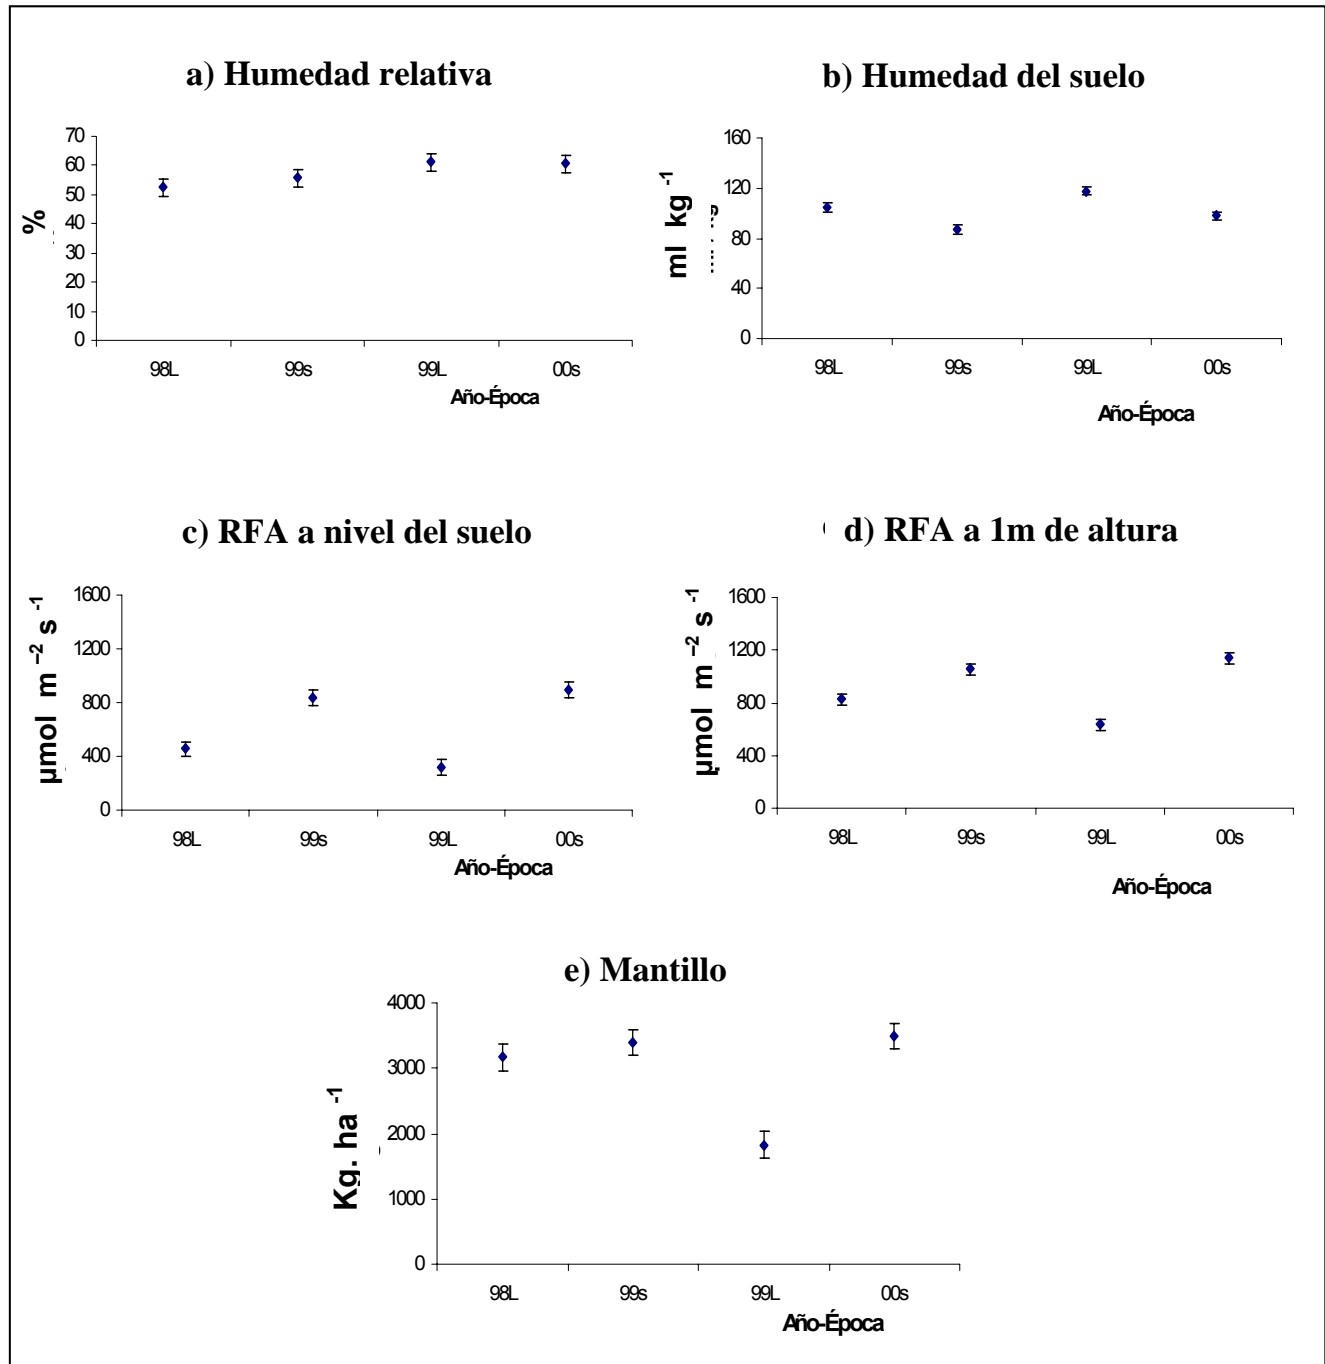 a) Humedad relativa
70
60
50
40
30
20
10
0
%
98L 99s 99L 00s
Año-Época
b) Humedad del suelo
160
120
80
40
0
ml kg -1
98L 99s 99L 00s
Año-Época
c) RFA a nivel del suelo
1600
1200
800
400
0
µmol m –2 s -1
98L 99s 99L 00s
Año-Época
d) RFA a 1m de altura
1600
1200
800
400
0
µmol m –2 s -1
98L 99s 99L 00s
Año-Época
e) Mantillo
4000
3000
2000
1000
0
Kg. ha -1
98L 99s 99L 00s
Año-Época